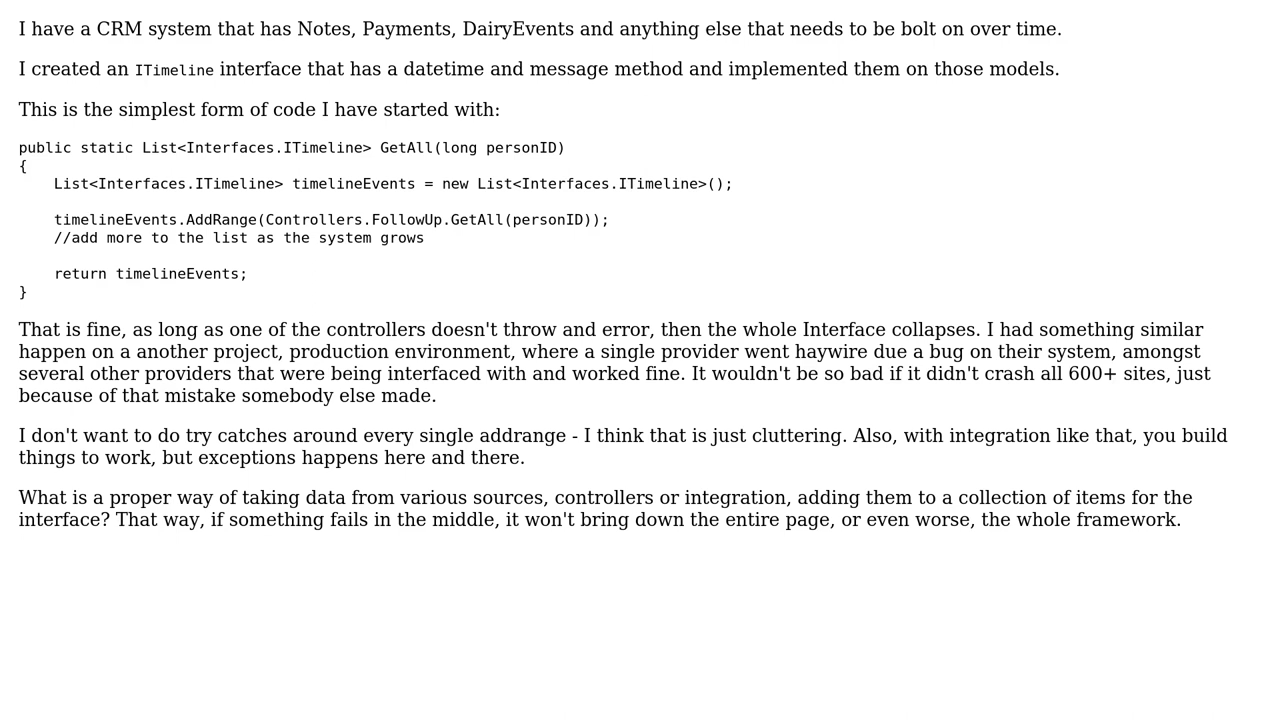 I have a CRM system that has Notes, Payments, DairyEvents and anything else that needs to be bolt on over time.
I created an ITimeline interface that has a datetime and message method and implemented them on those models.
This is the simplest form of code I have started with:
public static List<Interfaces.ITimeline> GetAll(long personID)
{
    List<Interfaces.ITimeline> timelineEvents = new List<Interfaces.ITimeline>();
    timelineEvents.AddRange(Controllers.FollowUp.GetAll(personID));
    //add more to the list as the system grows
    return timelineEvents;
}
That is fine, as long as one of the controllers doesn't throw and error, then the whole Interface collapses. I had something similar
happen on a another project, production environment, where a single provider went haywire due a bug on their system, amongst
several other providers that were being interfaced with and worked fine. It wouldn't be so bad if it didn't crash all 600+ sites, just
because of that mistake somebody else made.
I don't want to do try catches around every single addrange - I think that is just cluttering. Also, with integration like that, you build
things to work, but exceptions happens here and there.
What is a proper way of taking data from various sources, controllers or integration, adding them to a collection of items for the
interface? That way, if something fails in the middle, it won't bring down the entire page, or even worse, the whole framework.